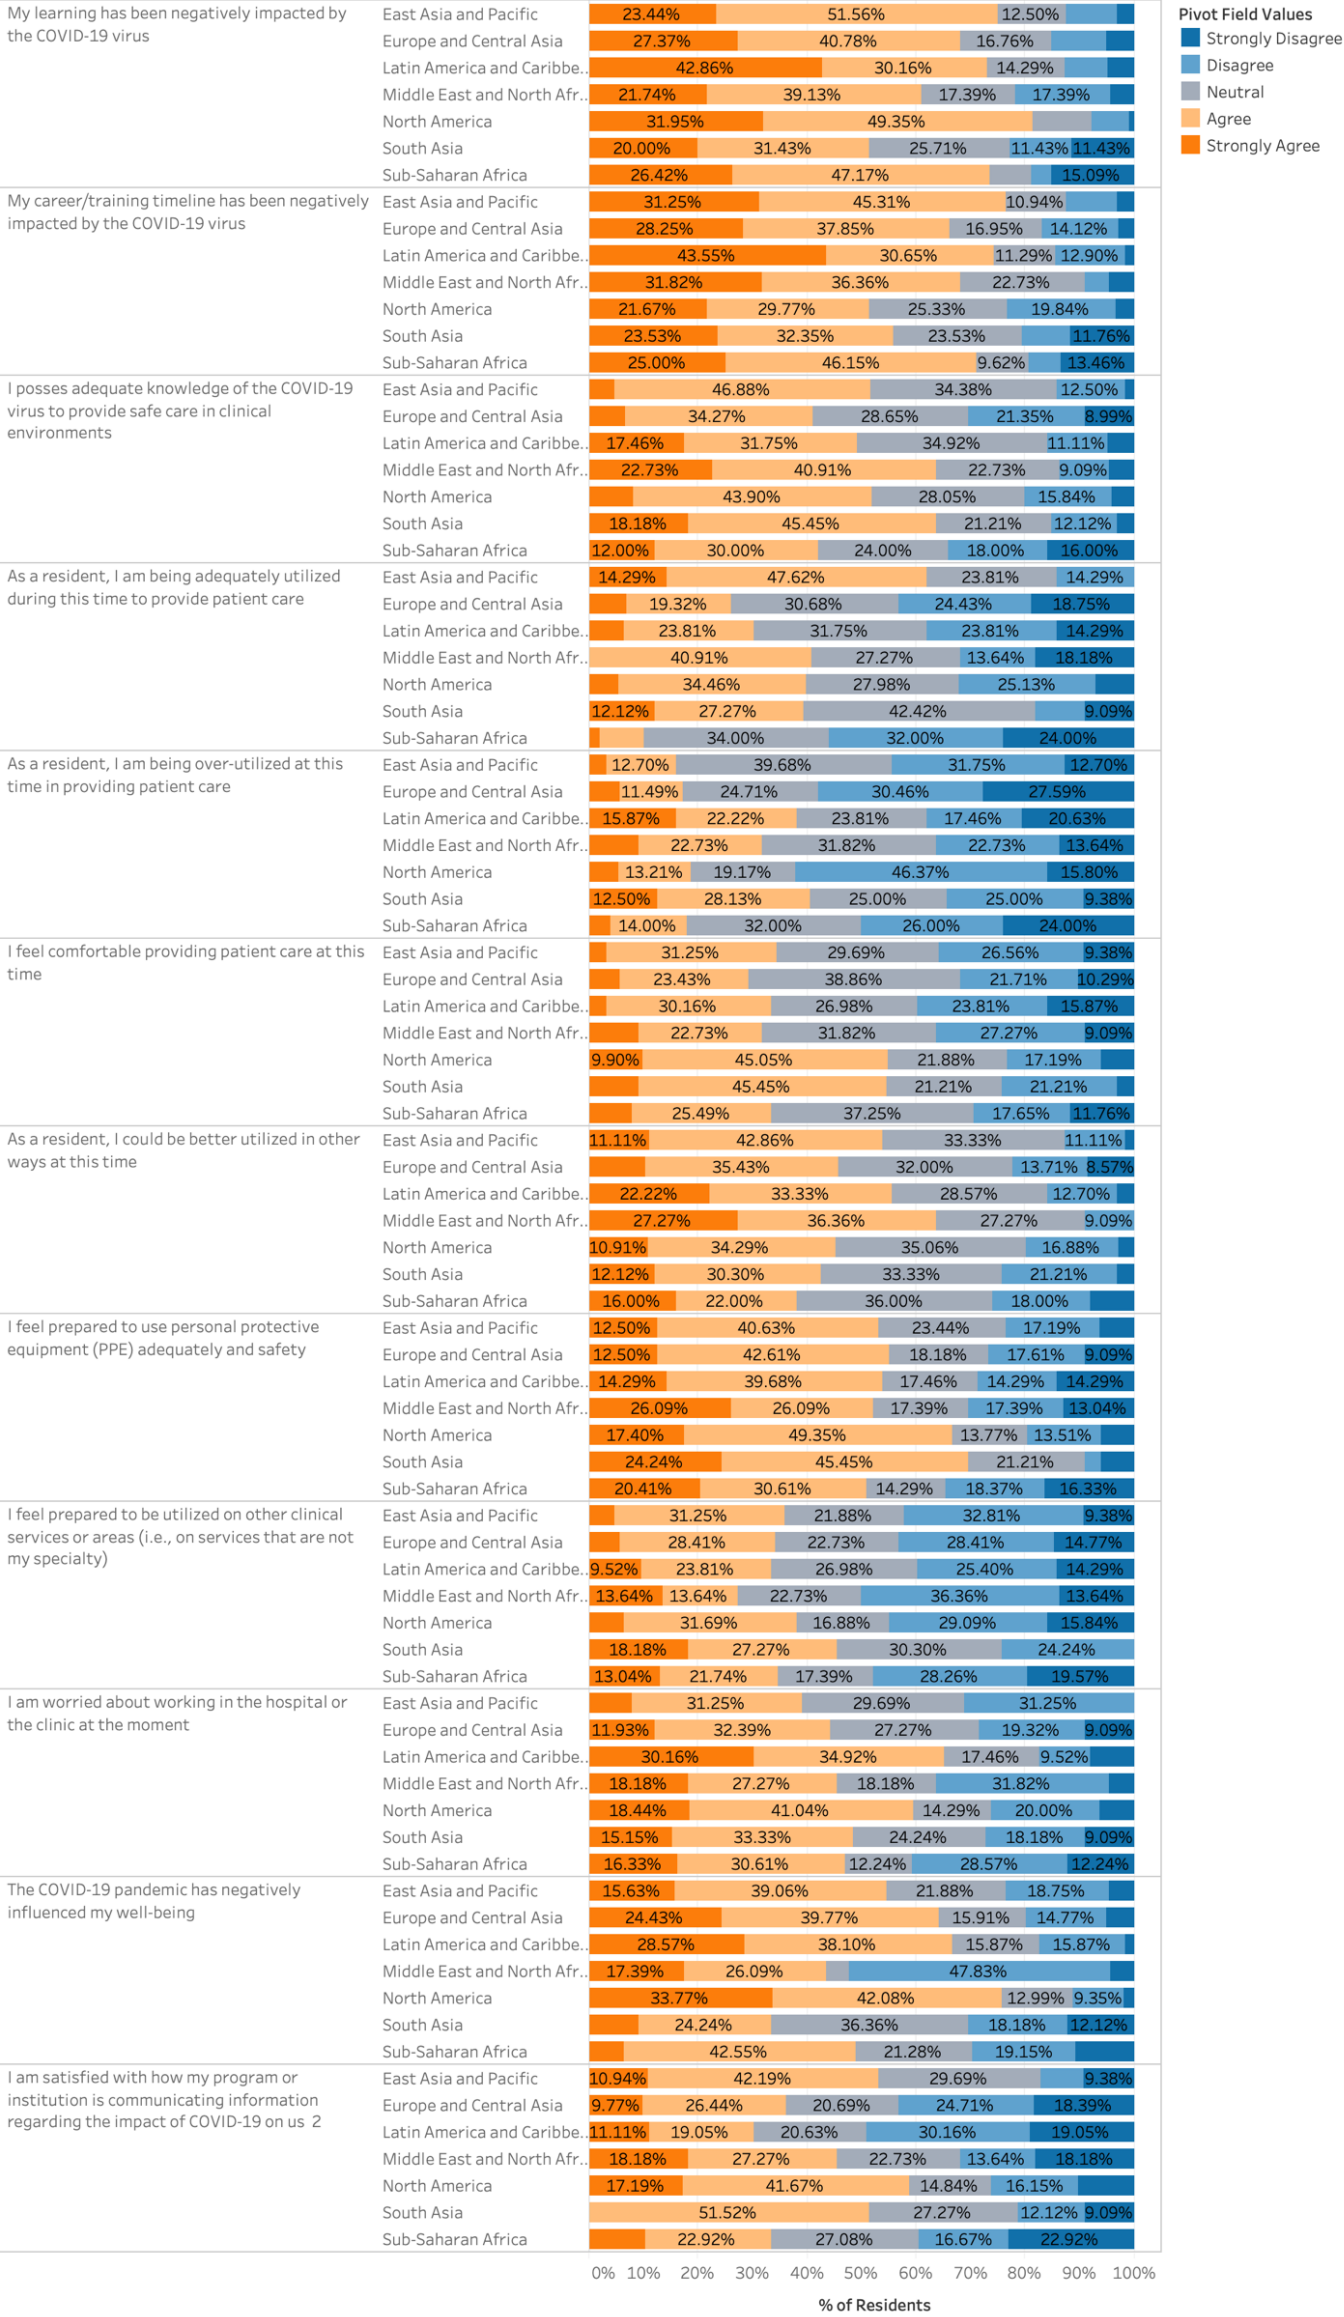 My learning has been negatively impacted by
the COVID-19 virus
East Asia and Pacific 23.44% 51.56% 12.50%
Europe and Central Asia 27.37% 40.78% 16.76%
Latin America and Caribbe.. 42.86% 30.16% 14.29%
Middle East and North Afr.. 21.74% 39.13% 17.39% 17.39%
North America 31.95% 49.35%
South Asia 20.00% 31.43% 25.71% 11.43% 11.43%
Sub-Saharan Africa 26.42% 47.17% 15.09%
My career/training timeline has been negatively
impacted by the COVID-19 virus
East Asia and Pacific 31.25% 45.31% 10.94%
Europe and Central Asia 28.25% 37.85% 16.95% 14.12%
Latin America and Caribbe.. 43.55% 30.65% 11.29% 12.90%
Middle East and North Afr.. 31.82% 36.36% 22.73%
North America 21.67% 29.77% 25.33% 19.84%
South Asia 23.53% 32.35% 23.53% 11.76%
Sub-Saharan Africa 25.00% 46.15% 9.62% 13.46%
I posses adequate knowledge of the COVID-19
virus to provide safe care in clinical
environments
East Asia and Pacific 46.88% 34.38% 12.50%
Europe and Central Asia 34.27% 28.65% 21.35% 8.99%
Latin America and Caribbe.. 17.46% 31.75% 34.92% 11.11%
Middle East and North Afr.. 22.73% 40.91% 22.73% 9.09%
North America 43.90% 28.05% 15.84%
South Asia 18.18% 45.45% 21.21% 12.12%
Sub-Saharan Africa 12.00% 30.00% 24.00% 18.00% 16.00%
As a resident, I am being adequately utilized
during this time to provide patient care
East Asia and Pacific 14.29% 47.62% 23.81% 14.29%
Europe and Central Asia 19.32% 30.68% 24.43% 18.75%
Latin America and Caribbe.. 23.81% 31.75% 23.81% 14.29%
Middle East and North Afr.. 40.91% 27.27% 13.64% 18.18%
North America 34.46% 27.98% 25.13%
South Asia 12.12% 27.27% 42.42% 9.09%
Sub-Saharan Africa 34.00% 32.00% 24.00%
As a resident, I am being over-utilized at this
time in providing patient care
East Asia and Pacific 12.70% 39.68% 31.75% 12.70%
Europe and Central Asia 11.49% 24.71% 30.46% 27.59%
Latin America and Caribbe.. 15.87% 22.22% 23.81% 17.46% 20.63%
Middle East and North Afr.. 22.73% 31.82% 22.73% 13.64%
North America 13.21% 19.17% 46.37% 15.80%
South Asia 12.50% 28.13% 25.00% 25.00% 9.38%
Sub-Saharan Africa 14.00% 32.00% 26.00% 24.00%
I feel comfortable providing patient care at this
time
East Asia and Pacific 31.25% 29.69% 26.56% 9.38%
Europe and Central Asia 23.43% 38.86% 21.71% 10.29%
Latin America and Caribbe.. 30.16% 26.98% 23.81% 15.87%
Middle East and North Afr.. 22.73% 31.82% 27.27% 9.09%
North America 9.90% 45.05% 21.88% 17.19%
South Asia 45.45% 21.21% 21.21%
Sub-Saharan Africa 25.49% 37.25% 17.65% 11.76%
As a resident, I could be better utilized in other
ways at this time
East Asia and Pacific 11.11% 42.86% 33.33% 11.11%
Europe and Central Asia 35.43% 32.00% 13.71% 8.57%
Latin America and Caribbe.. 22.22% 33.33% 28.57% 12.70%
Middle East and North Afr.. 27.27% 36.36% 27.27% 9.09%
North America 10.91% 34.29% 35.06% 16.88%
South Asia 12.12% 30.30% 33.33% 21.21%
Sub-Saharan Africa 16.00% 22.00% 36.00% 18.00%
I feel prepared to use personal protective
equipment (PPE) adequately and safety
East Asia and Pacific 12.50% 40.63% 23.44% 17.19%
Europe and Central Asia 12.50% 42.61% 18.18% 17.61% 9.09%
Latin America and Caribbe.. 14.29% 39.68% 17.46% 14.29% 14.29%
Middle East and North Afr.. 26.09% 26.09% 17.39% 17.39% 13.04%
North America 17.40% 49.35% 13.77% 13.51%
South Asia 24.24% 45.45% 21.21%
Sub-Saharan Africa 20.41% 30.61% 14.29% 18.37% 16.33%
I feel prepared to be utilized on other clinical
services or areas (i.e., on services that are not
my specialty)
East Asia and Pacific 31.25% 21.88% 32.81% 9.38%
Europe and Central Asia 28.41% 22.73% 28.41% 14.77%
Latin America and Caribbe.. 9.52% 23.81% 26.98% 25.40% 14.29%
Middle East and North Afr.. 13.64% 13.64% 22.73% 36.36% 13.64%
North America 31.69% 16.88% 29.09% 15.84%
South Asia 18.18% 27.27% 30.30% 24.24%
Sub-Saharan Africa 13.04% 21.74% 17.39% 28.26% 19.57%
I am worried about working in the hospital or
the clinic at the moment
East Asia and Pacific 31.25% 29.69% 31.25%
Europe and Central Asia 11.93% 32.39% 27.27% 19.32% 9.09%
Latin America and Caribbe.. 30.16% 34.92% 17.46% 9.52%
Middle East and North Afr.. 18.18% 27.27% 18.18% 31.82%
North America 18.44% 41.04% 14.29% 20.00%
South Asia 15.15% 33.33% 24.24% 18.18% 9.09%
Sub-Saharan Africa 16.33% 30.61% 12.24% 28.57% 12.24%
The COVID-19 pandemic has negatively
influenced my well-being
East Asia and Pacific 15.63% 39.06% 21.88% 18.75%
Europe and Central Asia 24.43% 39.77% 15.91% 14.77%
Latin America and Caribbe.. 28.57% 38.10% 15.87% 15.87%
Middle East and North Afr.. 17.39% 26.09% 47.83%
North America 33.77% 42.08% 12.99% 9.35%
South Asia 24.24% 36.36% 18.18% 12.12%
Sub-Saharan Africa 42.55% 21.28% 19.15%
I am satisfied with how my program or
institution is communicating information
regarding the impact of COVID-19 on us 2
East Asia and Pacific 10.94% 42.19% 29.69% 9.38%
Europe and Central Asia 9.77% 26.44% 20.69% 24.71% 18.39%
Latin America and Caribbe.. 11.11% 19.05% 20.63% 30.16% 19.05%
Middle East and North Afr.. 18.18% 27.27% 22.73% 13.64% 18.18%
North America 17.19% 41.67% 14.84% 16.15%
South Asia 51.52% 27.27% 12.12% 9.09%
Sub-Saharan Africa 22.92% 27.08% 16.67% 22.92%
0% 10% 20% 30% 40% 50% 60% 70% 80% 90% 100%
% of Residents
Pivot Field Values
Strongly Disagree
Disagree
Neutral
Agree
Strongly Agree